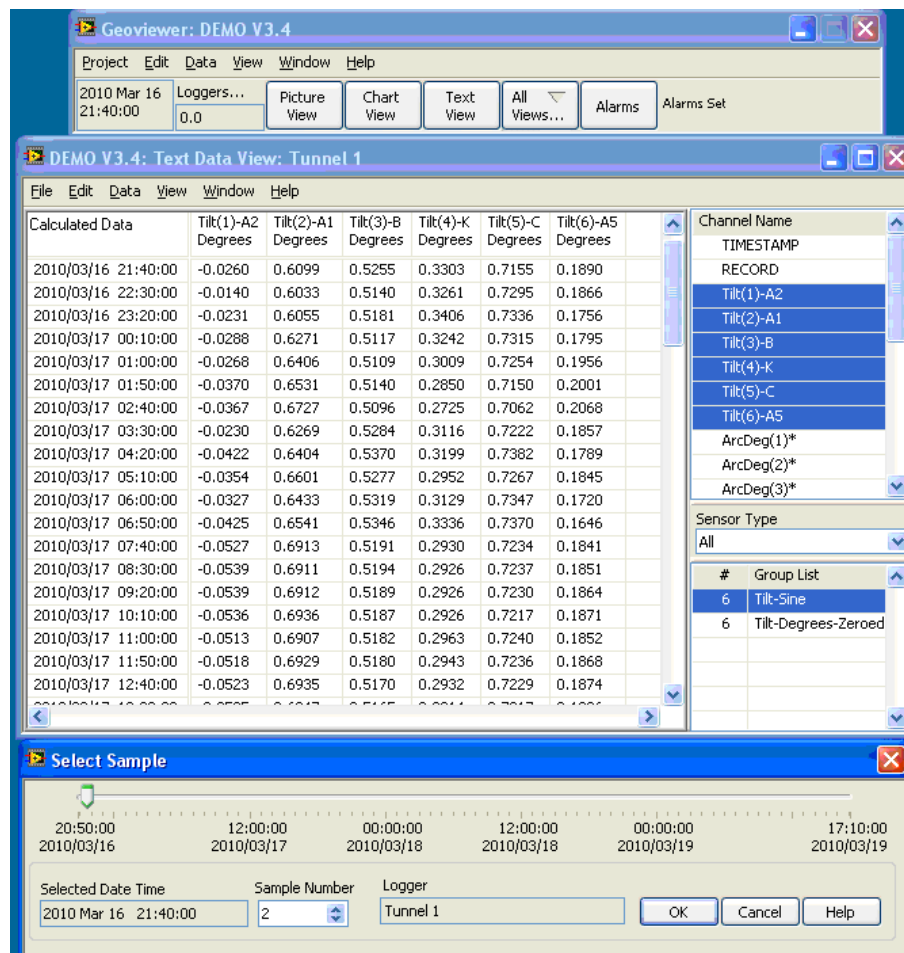 Geoviewer: DEMO V3.4
Project Edit Data View Window Help
2010 Mar 16
21:40:00
Loggers...
0.0
Picture
View
Chart
View
Text
View
All
Views...
Alarms
Alarms Set
DEMO V3.4: Text Data View: Tunnel 1
File Edit Data View Window Help
Calculated Data Tilt(1)-A2 Tilt(2)-A1 Tilt(3)-B Tilt(4)-K Tilt(5)-C Tilt(6)-A5
Degrees Degrees Degrees Degrees Degrees Degrees
2010/03/16 21:40:00 -0.0260 0.6099 0.5255 0.3303 0.7155 0.1890
2010/03/16 22:30:00 -0.0140 0.6033 0.5140 0.3261 0.7295 0.1866
2010/03/16 23:20:00 -0.0231 0.6055 0.5181 0.3406 0.7336 0.1756
2010/03/17 00:10:00 -0.0288 0.6271 0.5117 0.3242 0.7315 0.1795
2010/03/17 01:00:00 -0.0268 0.6406 0.5109 0.3009 0.7254 0.1956
2010/03/17 01:50:00 -0.0370 0.6531 0.5140 0.2850 0.7150 0.2001
2010/03/17 02:40:00 -0.0367 0.6727 0.5096 0.2725 0.7062 0.2068
2010/03/17 03:30:00 -0.0230 0.6269 0.5284 0.3116 0.7222 0.1857
2010/03/17 04:20:00 -0.0422 0.6404 0.5370 0.3199 0.7382 0.1789
2010/03/17 05:10:00 -0.0354 0.6601 0.5277 0.2952 0.7267 0.1845
2010/03/17 06:00:00 -0.0327 0.6433 0.5319 0.3129 0.7347 0.1720
2010/03/17 06:50:00 -0.0425 0.6541 0.5346 0.3336 0.7370 0.1646
2010/03/17 07:40:00 -0.0527 0.6913 0.5191 0.2930 0.7234 0.1841
2010/03/17 08:30:00 -0.0539 0.6911 0.5194 0.2926 0.7237 0.1851
2010/03/17 09:20:00 -0.0539 0.6912 0.5189 0.2926 0.7230 0.1864
2010/03/17 10:10:00 -0.0536 0.6936 0.5187 0.2926 0.7217 0.1871
2010/03/17 11:00:00 -0.0513 0.6907 0.5182 0.2963 0.7240 0.1852
2010/03/17 11:50:00 -0.0518 0.6929 0.5180 0.2943 0.7236 0.1868
2010/03/17 12:40:00 -0.0523 0.6935 0.5170 0.2932 0.7229 0.1874
Channel Name
TIMESTAMP
RECORD
Tilt(1)-A2
Tilt(2)-A1
Tilt(3)-B
Tilt(4)-K
Tilt(5)-C
Tilt(6)-A5
ArcDeg(1)*
ArcDeg(2)*
ArcDeg(3)*
Sensor Type
All
# Group List
6 Tilt-Sine
6 Tilt-Degrees-Zeroed
Select Sample
20:50:00 12:00:00 00:00:00 12:00:00 00:00:00 17:10:00
2010/03/16 2010/03/17 2010/03/18 2010/03/18 2010/03/19 2010/03/19
Selected Date Time Sample Number Logger
2010 Mar 16 21:40:00 2 Tunnel 1 OK Cancel Help